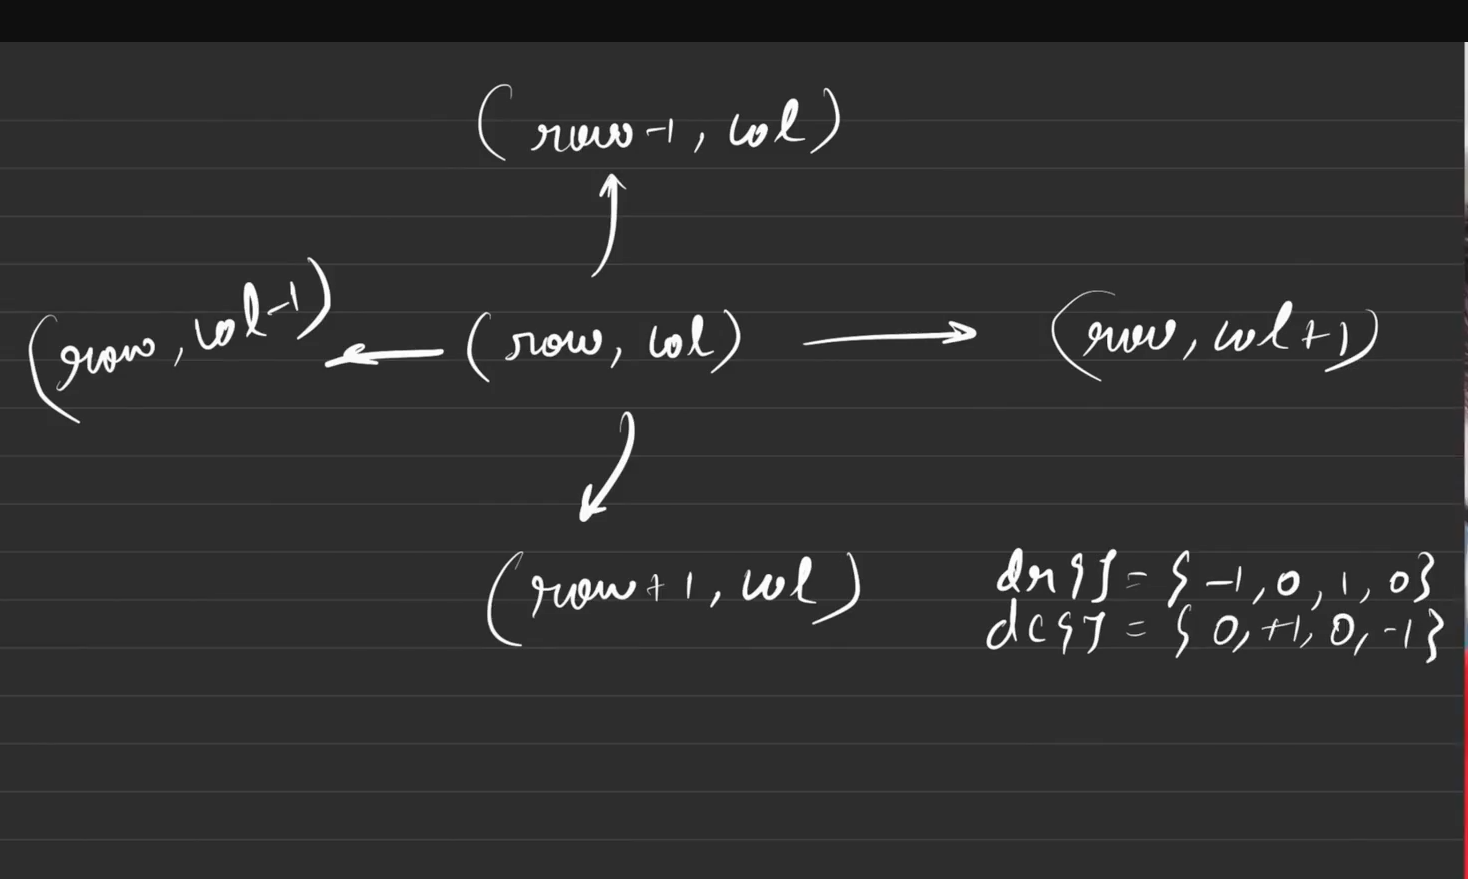 (row-1, col)
(row, col-1) ← (row, col) → (row, col+1)
(row+1, col)
dr[] = {-1, 0, 1, 0}
dc[] = {0, +1, 0, -1}